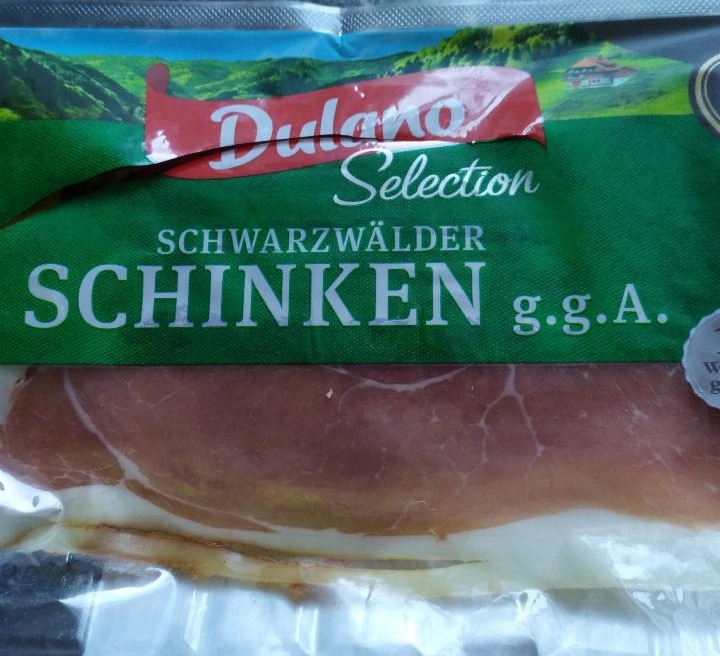 Dulano
Selection
SCHWARZWÄLDER
SCHINKEN g.g.A.